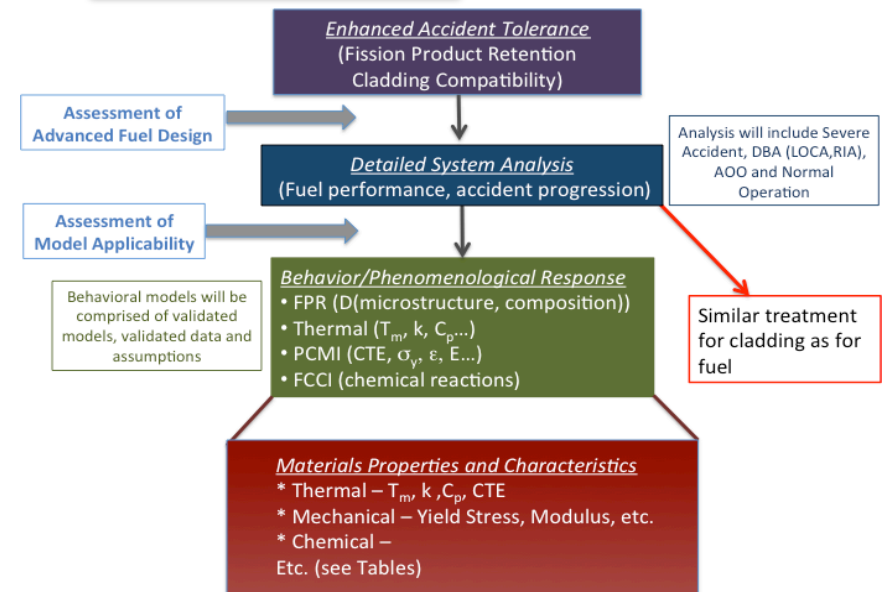 Enhanced Accident Tolerance
(Fission Product Retention
Cladding Compatibility)
Assessment of
Advanced Fuel Design
Analysis will include Severe
Accident, DBA (LOCA,RIA),
AOO and Normal
Operation
Detailed System Analysis
(Fuel performance, accident progression)
Assessment of
Model Applicability
Behavioral models will be
comprised of validated
models, validated data and
assumptions
Behavior/Phenomenological Response
• FPR (D(microstructure, composition))
• Thermal (Tm, k, Cp...)
• PCMI (CTE, σy, ε, E...)
• FCCI (chemical reactions)
Similar treatment
for cladding as for
fuel
Materials Properties and Characteristics
* Thermal – Tm, k ,Cp, CTE
* Mechanical – Yield Stress, Modulus, etc.
* Chemical –
Etc. (see Tables)